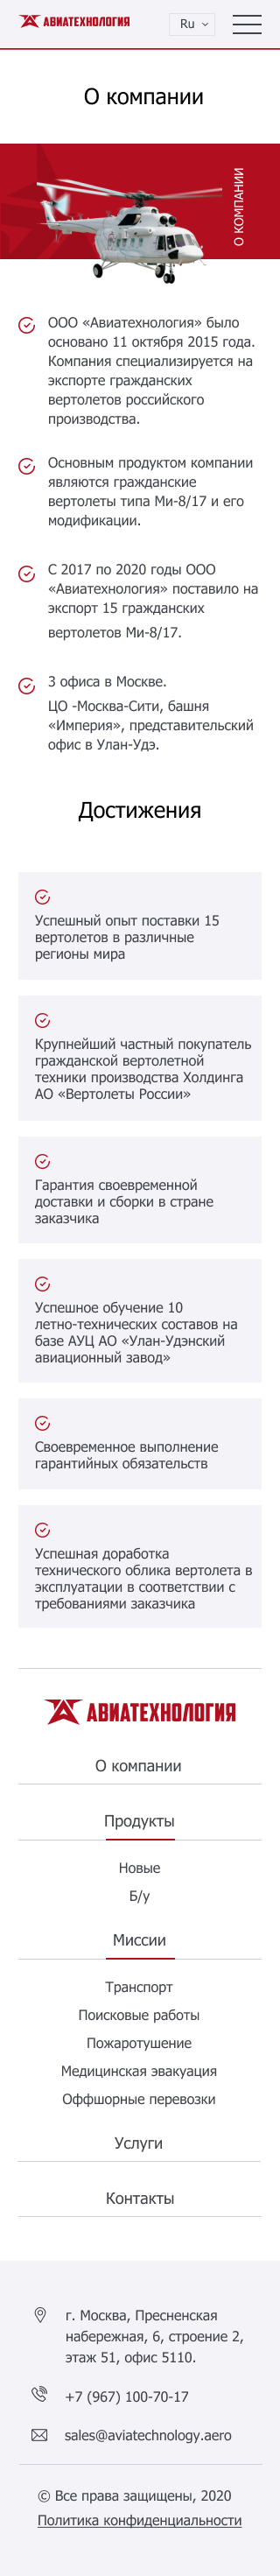 АВИАТЕХНОЛОГИЯ
Ru
О компании
О КОМПАНИИ
ООО «Авиатехнология» было
основано 11 октября 2015 года.
Компания специализируется на
экспорте гражданских
вертолетов российского
производства.
Основным продуктом компании
являются гражданские
вертолеты типа Ми-8/17 и его
модификации.
С 2017 по 2020 годы ООО
«Авиатехнология» поставило на
экспорт 15 гражданских
вертолетов Ми-8/17.
3 офиса в Москве.
ЦО -Москва-Сити, башня
«Империя», представительский
офис в Улан-Удэ.
Достижения
Успешный опыт поставки 15
вертолетов в различные
регионы мира
Крупнейший частный покупатель
гражданской вертолетной
техники производства Холдинга
АО «Вертолеты России»
Гарантия своевременной
доставки и сборки в стране
заказчика
Успешное обучение 10
летно-технических составов на
базе АУЦ АО «Улан-Удэнский
авиационный завод»
Своевременное выполнение
гарантийных обязательств
Успешная доработка
технического облика вертолета в
эксплуатации в соответствии с
требованиями заказчика
АВИАТЕХНОЛОГИЯ
О компании
Продукты
Новые
Б/у
Миссии
Транспорт
Поисковые работы
Пожаротушение
Медицинская эвакуация
Оффшорные перевозки
Услуги
Контакты
г. Москва, Пресненская
набережная, 6, строение 2,
этаж 51, офис 5110.
+7 (967) 100-70-17
sales@aviatechnology.aero
© Все права защищены, 2020
Политика конфиденциальности